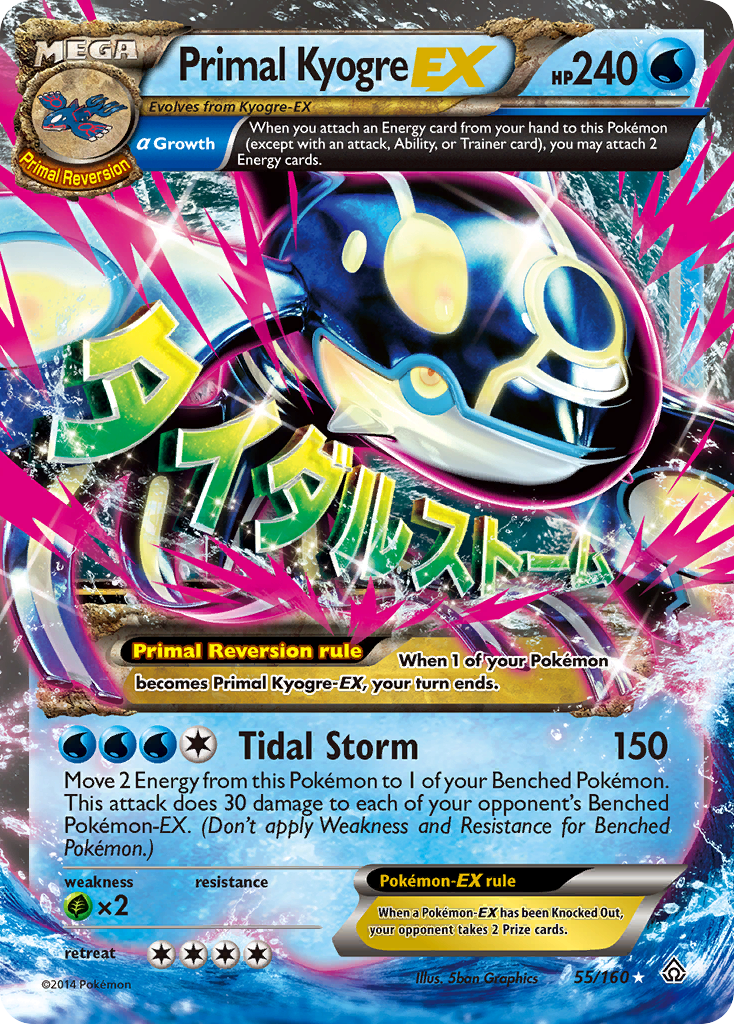 MEGA
Primal Kyogre EX
HP240
Evolves from Kyogre-EX
Primal Reversion
α Growth
When you attach an Energy card from your hand to this Pokémon
(except with an attack, Ability, or Trainer card), you may attach 2
Energy cards.
タイダルストーム
Primal Reversion rule
When 1 of your Pokémon
becomes Primal Kyogre-EX, your turn ends.
Tidal Storm 150
Move 2 Energy from this Pokémon to 1 of your Benched Pokémon.
This attack does 30 damage to each of your opponent's Benched
Pokémon-EX. (Don't apply Weakness and Resistance for Benched
Pokémon.)
weakness resistance
×2
retreat
Pokémon-EX rule
When a Pokémon-EX has been Knocked Out,
your opponent takes 2 Prize cards.
©2014 Pokémon
Illus. 5ban Graphics
55/160 ★